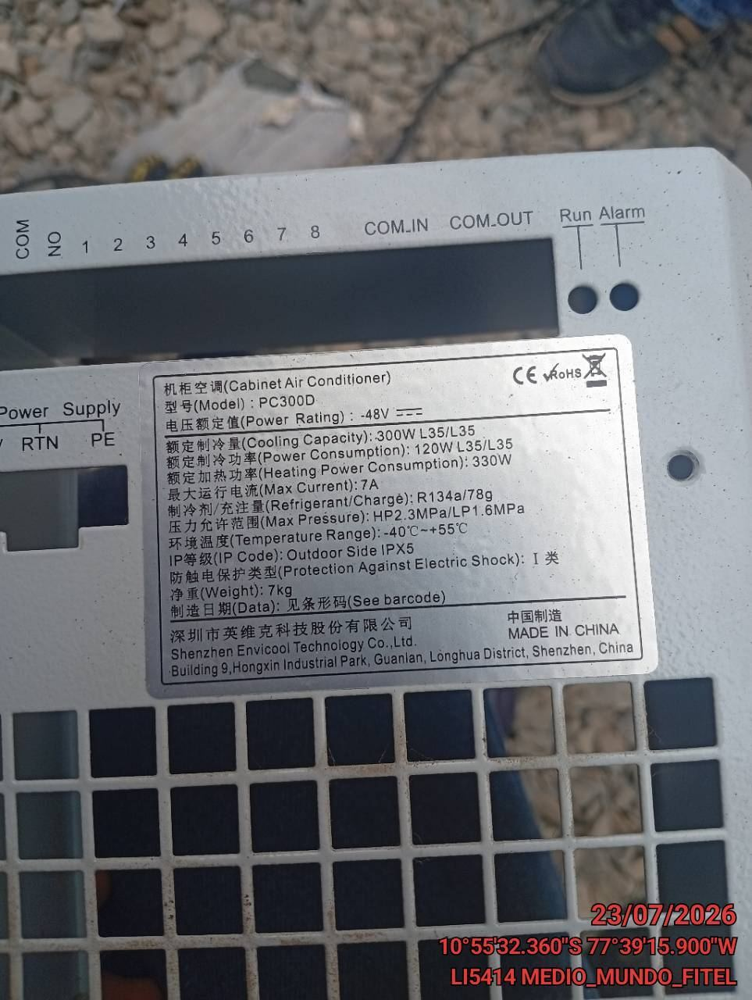 COM NO 1 2 3 4 5 6 7 8 COM_IN COM_OUT Run Alarm
Power Supply
RTN PE
机柜空调(Cabinet Air Conditioner)
CE RoHS
型号(Model) : PC300D
电压额定值(Power Rating) : -48V
额定制冷量(Cooling Capacity): 300W L35/L35
额定制冷功率(Power Consumption): 120W L35/L35
额定加热功率(Heating Power Consumption): 330W
最大运行电流(Max Current): 7A
制冷剂/充注量(Refrigerant/Charge): R134a/78g
压力允许范围(Max Pressure): HP2.3MPa/LP1.6MPa
环境温度(Temperature Range): -40℃~+55℃
IP等级(IP Code): Outdoor Side IPX5
防触电保护类型(Protection Against Electric Shock): I 类
净重(Weight): 7kg
制造日期(Data): 见条形码(See barcode)
深圳市英维克科技股份有限公司
中国制造
Shenzhen Envicool Technology Co.,Ltd.
MADE IN CHINA
Building 9,Hongxin Industrial Park, Guanlan, Longhua District, Shenzhen, China
23/07/2026
10°55'32.360"S 77°39'15.900"W
LI5414 MEDIO_MUNDO_FITEL